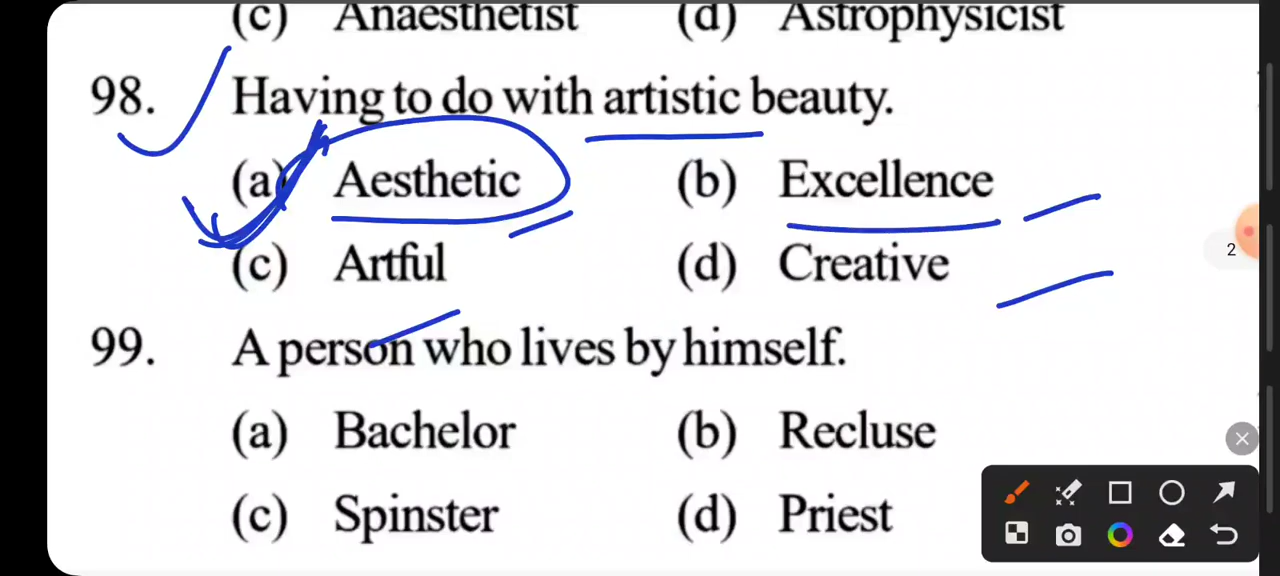 (c) Anaesthetist (d) Astrophysicist
98. Having to do with artistic beauty.
(a) Aesthetic (b) Excellence
(c) Artful (d) Creative
99. A person who lives by himself.
(a) Bachelor (b) Recluse
(c) Spinster (d) Priest
2